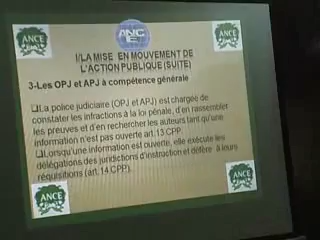 ANCE
ANCE
ANCE
I/LA MISE EN MOUVEMENT DE
L'ACTION PUBLIQUE (SUITE)
3-Les OPJ et APJ à compétence générale
❑La police judiciaire (OPJ et APJ) est chargée de
constater les infractions à la loi pénale, d'en rassembler
les preuves et d'en rechercher les auteurs tant qu'une
information n'est pas ouverte art.13 CPP.
❑Lorsqu'une information est ouverte, elle exécute les
délégations des juridictions d'instruction et défère à leurs
réquisitions (art.14 CPP).
ANCE
ANCE